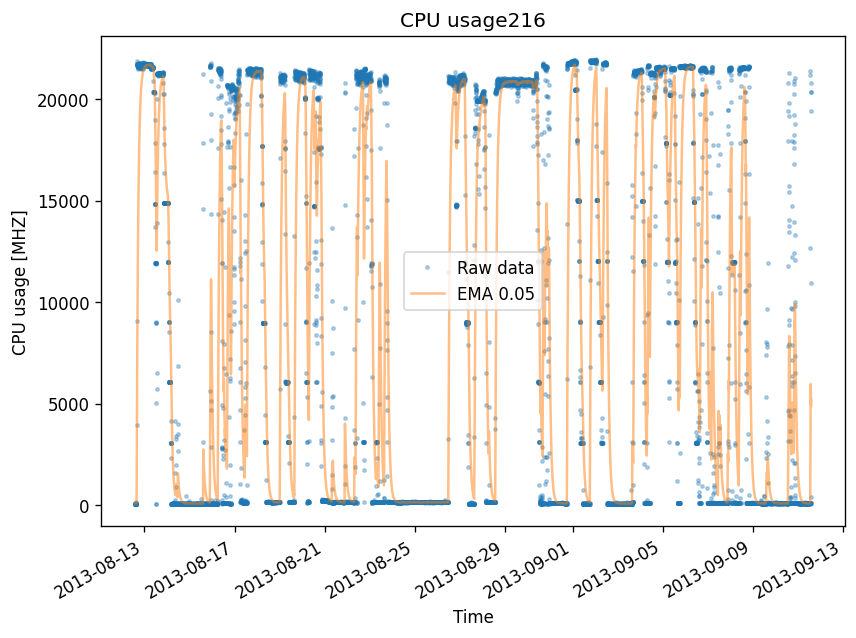 CPU usage216
CPU usage [MHZ]
20000
15000
10000
5000
0
Raw data
EMA 0.05
2013-08-13
2013-08-17
2013-08-21
2013-08-25
2013-08-29
2013-09-01
2013-09-05
2013-09-09
2013-09-13
Time